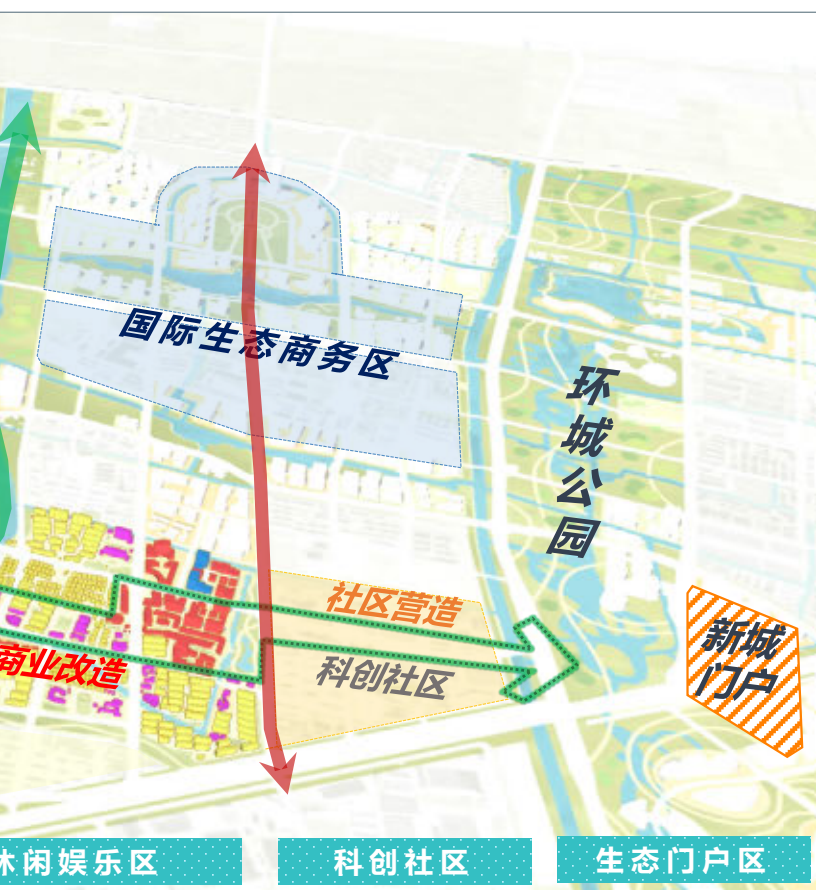 国际生态商务区
环城公园
社区营造
新城
门户
商业改造
科创社区
休闲娱乐区
科创社区
生态门户区